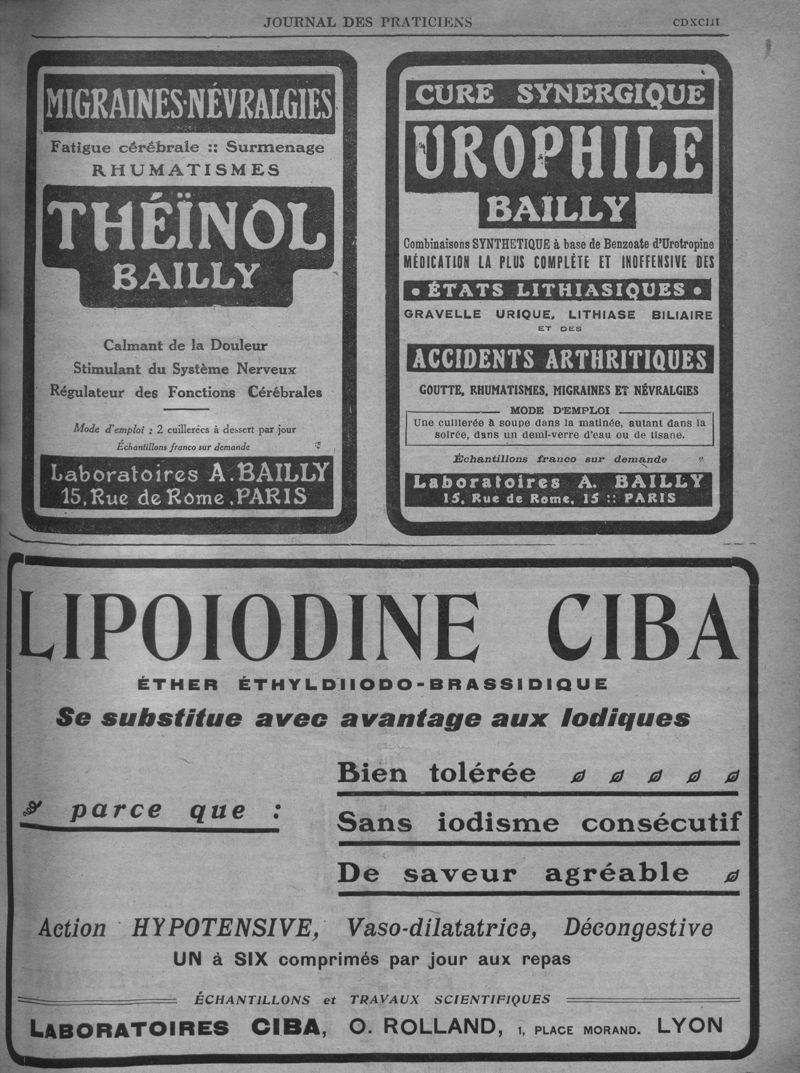 JOURNAL DES PRATICIENS
CDXCIII
MIGRAINES-NÉVRALGIES
Fatigue cérébrale :: Surmenage
RHUMATISMES
THÉÏNOL
BAILLY
Calmant de la Douleur
Stimulant du Système Nerveux
Régulateur des Fonctions Cérébrales
Mode d'emploi : 2 cuillerées à dessert par jour
Échantillons franco sur demande
Laboratoires A. BAILLY
15, Rue de Rome, PARIS
CURE SYNERGIQUE
UROPHILE
BAILLY
Combinaisons SYNTHETIQUE à base de Benzoate d'Urotropine
MÉDICATION LA PLUS COMPLÈTE ET INOFFENSIVE DES
• ÉTATS LITHIASIQUES •
GRAVELLE URIQUE, LITHIASE BILIAIRE
ET DES
ACCIDENTS ARTHRITIQUES
GOUTTE, RHUMATISMES, MIGRAINES ET NÉVRALGIES
MODE D'EMPLOI
Une cuillerée à soupe dans la matinée, autant dans la
soirée, dans un demi-verre d'eau ou de tisane.
Échantillons franco sur demande
Laboratoires A. BAILLY
15, Rue de Rome, 15 :: PARIS
LIPOIODINE CIBA
ÉTHER ÉTHYLDIIODO-BRASSIDIQUE
Se substitue avec avantage aux Iodiques
parce que :
Bien tolérée
Sans iodisme consécutif
De saveur agréable
Action HYPOTENSIVE, Vaso-dilatatrice, Décongestive
UN à SIX comprimés par jour aux repas
ÉCHANTILLONS et TRAVAUX SCIENTIFIQUES
LABORATOIRES CIBA, O. ROLLAND, 1, PLACE MORAND. LYON